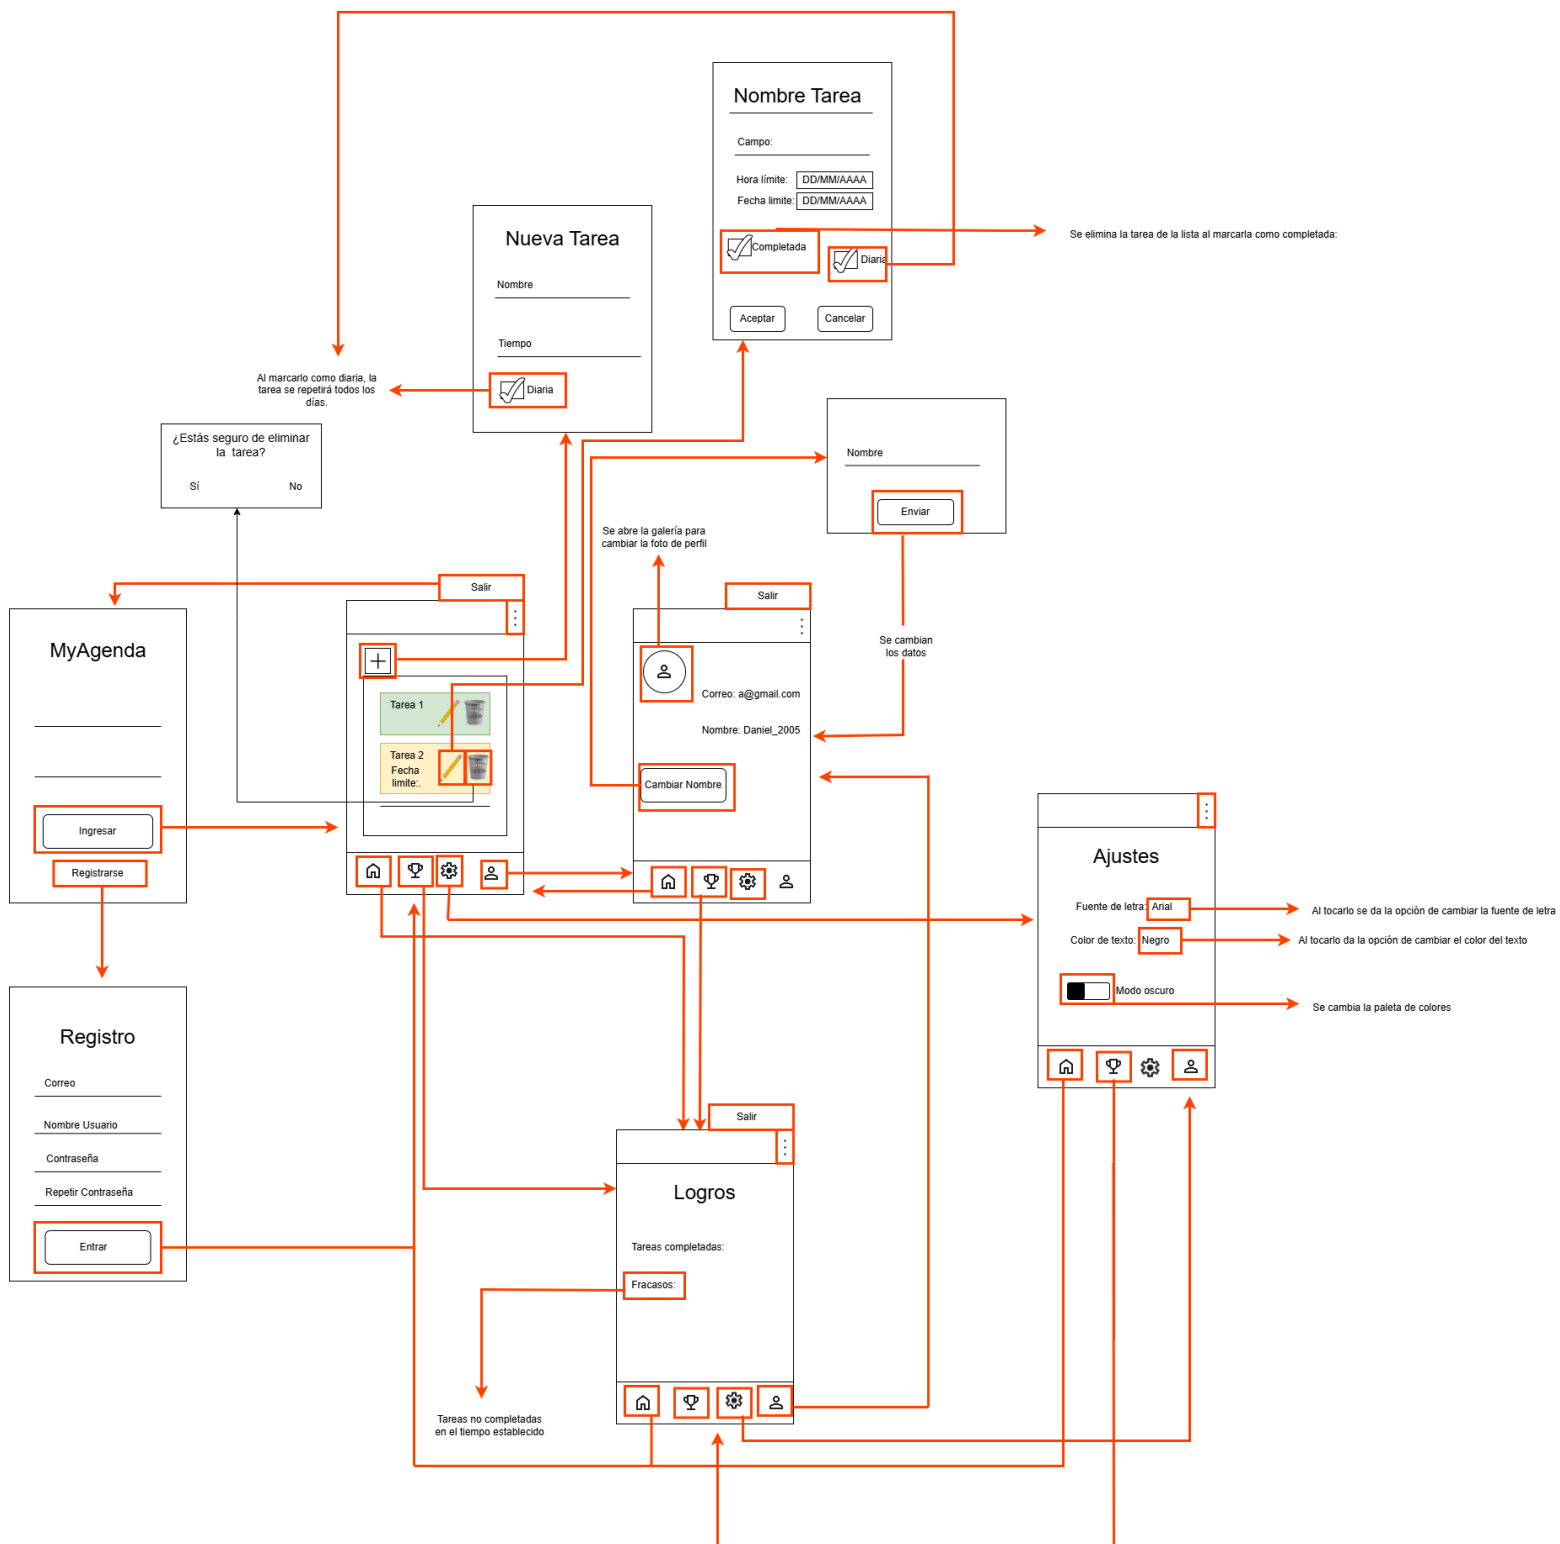 Nombre Tarea
Campo:
Hora límite: DD/MM/AAAA
Fecha limite: DD/MM/AAAA
Completada
Diaria
Aceptar
Cancelar
Se elimina la tarea de la lista al marcarla como completada:
Nueva Tarea
Nombre
Tiempo
Diaria
Al marcarlo como diaria, la
tarea se repetirá todos los
días.
¿Estás seguro de eliminar
la tarea?
Sí
No
Nombre
Enviar
Se cambian
los datos
Se abre la galería para
cambiar la foto de perfil
MyAgenda
Ingresar
Registrarse
Salir
Tarea 1
Tarea 2
Fecha
limite:.
Salir
Correo: a@gmail.com
Nombre: Daniel_2005
Cambiar Nombre
Ajustes
Fuente de letra: Arial
Al tocarlo se da la opción de cambiar la fuente de letra
Color de texto: Negro
Al tocarlo da la opción de cambiar el color del texto
Modo oscuro
Se cambia la paleta de colores
Registro
Correo
Nombre Usuario
Contraseña
Repetir Contraseña
Entrar
Salir
Logros
Tareas completadas:
Fracasos:
Tareas no completadas
en el tiempo establecido